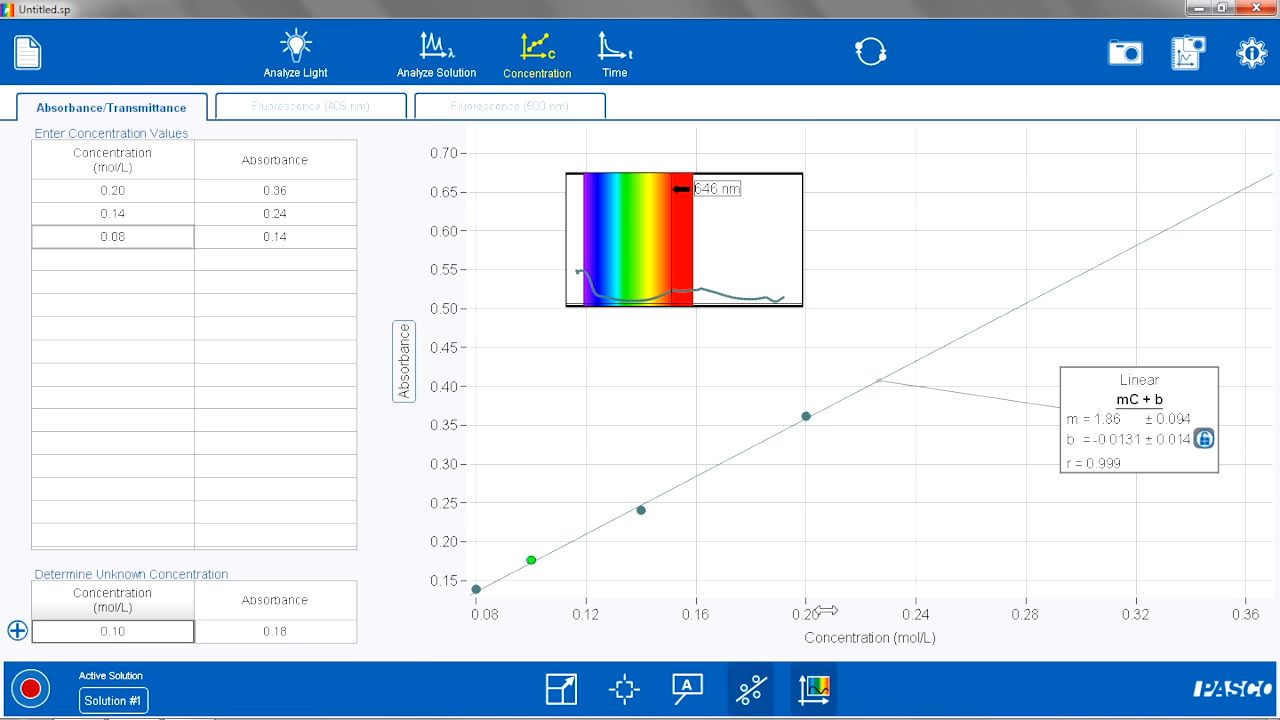 Untitled.sp
Analyze Light
Analyze Solution
Concentration
Time
Absorbance/Transmittance
Fluorescence (405 nm)
Fluorescence (500 nm)
Enter Concentration Values
Concentration (mol/L) Absorbance
0.20 0.36
0.14 0.24
0.08 0.14
Determine Unknown Concentration
Concentration (mol/L) Absorbance
0.10 0.18
Absorbance
0.70
0.65
0.60
0.55
0.50
0.45
0.40
0.35
0.30
0.25
0.20
0.15
646 nm
Linear
mC + b
m = 1.86 ± 0.094
b = -0.0131 ± 0.014
r = 0.999
0.08 0.12 0.16 0.20 0.24 0.28 0.32 0.36
Concentration (mol/L)
Active Solution
Solution #1
A
PASCO